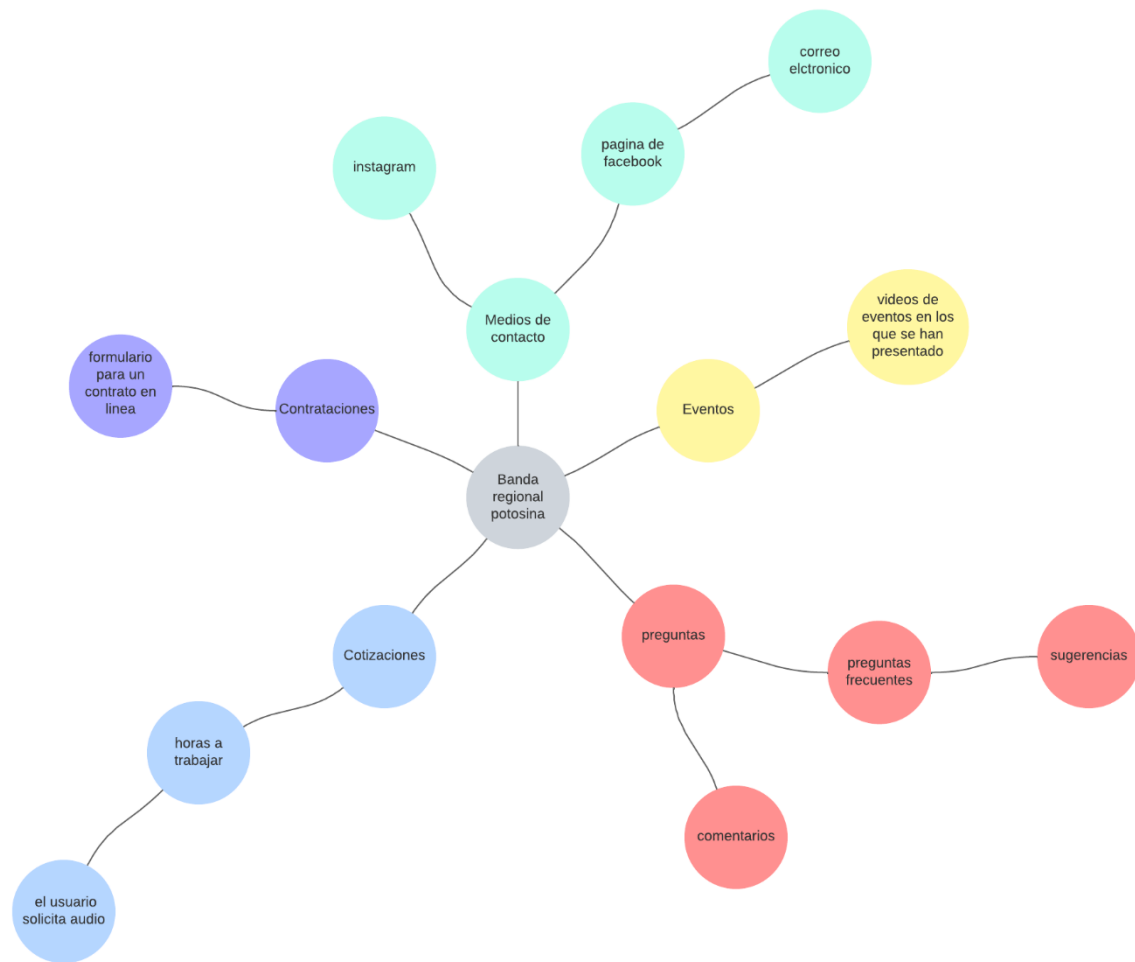 correo
elctronico
pagina de
facebook
instagram
Medios de
contacto
videos de
eventos en los
que se han
presentado
Eventos
formulario
para un
contrato en
linea
Contrataciones
Banda
regional
potosina
Cotizaciones
horas a
trabajar
el usuario
solicita audio
preguntas
preguntas
frecuentes
sugerencias
comentarios